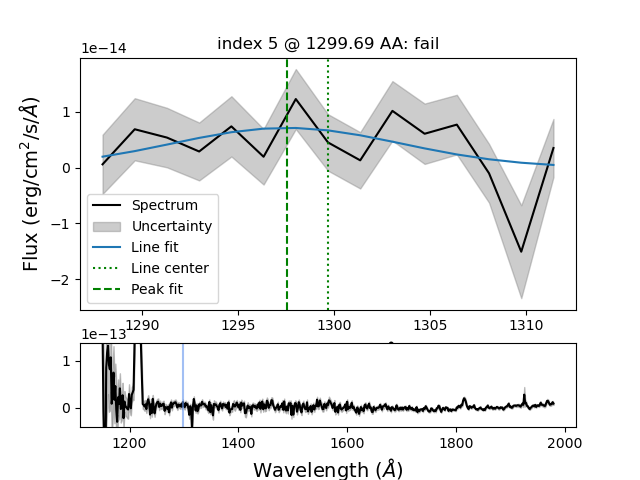 index 5 @ 1299.69 AA: fail
1e−14
1
0
−1
−2
Flux (erg/cm²/s/Å)
Spectrum
Uncertainty
Line fit
Line center
Peak fit
1290 1295 1300 1305 1310
1e−13
1
0
1200 1400 1600 1800 2000
Wavelength (Å)